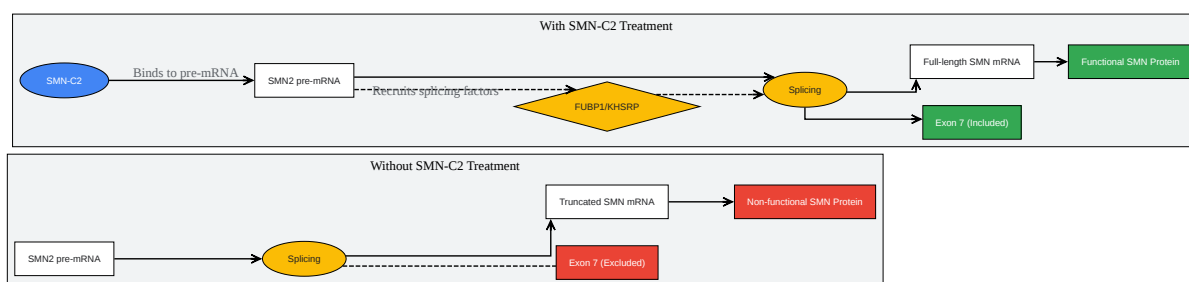 With SMN-C2 Treatment
SMN-C2
Binds to pre-mRNA
SMN2 pre-mRNA
Recruits splicing factors
FUBP1/KHSRP
Splicing
Full-length SMN mRNA
Functional SMN Protein
Exon 7 (Included)
Without SMN-C2 Treatment
SMN2 pre-mRNA
Splicing
Truncated SMN mRNA
Non-functional SMN Protein
Exon 7 (Excluded)